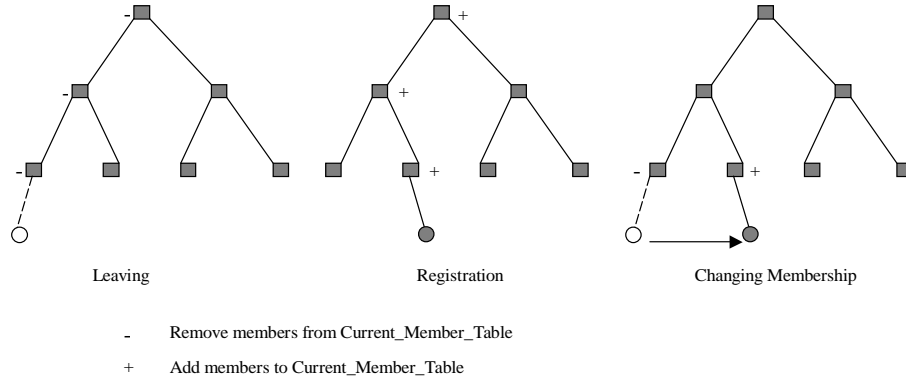 - +
- +
- + - +
Leaving Registration Changing Membership
- Remove members from Current_Member_Table
+ Add members to Current_Member_Table